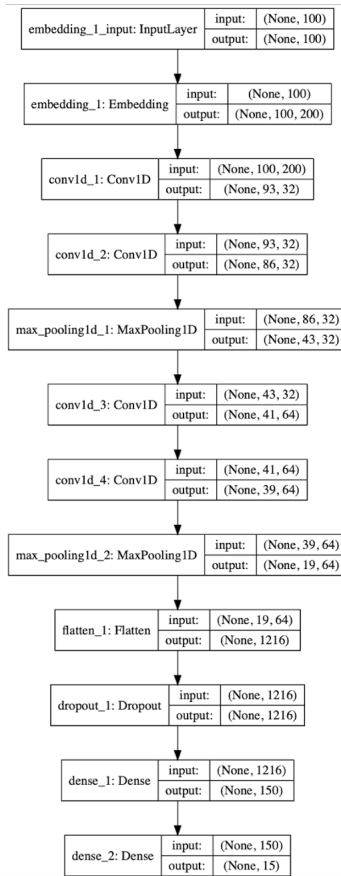 embedding_1_input: InputLayer
input: (None, 100)
output: (None, 100)
embedding_1: Embedding
input: (None, 100)
output: (None, 100, 200)
conv1d_1: Conv1D
input: (None, 100, 200)
output: (None, 93, 32)
conv1d_2: Conv1D
input: (None, 93, 32)
output: (None, 86, 32)
max_pooling1d_1: MaxPooling1D
input: (None, 86, 32)
output: (None, 43, 32)
conv1d_3: Conv1D
input: (None, 43, 32)
output: (None, 41, 64)
conv1d_4: Conv1D
input: (None, 41, 64)
output: (None, 39, 64)
max_pooling1d_2: MaxPooling1D
input: (None, 39, 64)
output: (None, 19, 64)
flatten_1: Flatten
input: (None, 19, 64)
output: (None, 1216)
dropout_1: Dropout
input: (None, 1216)
output: (None, 1216)
dense_1: Dense
input: (None, 1216)
output: (None, 150)
dense_2: Dense
input: (None, 150)
output: (None, 15)